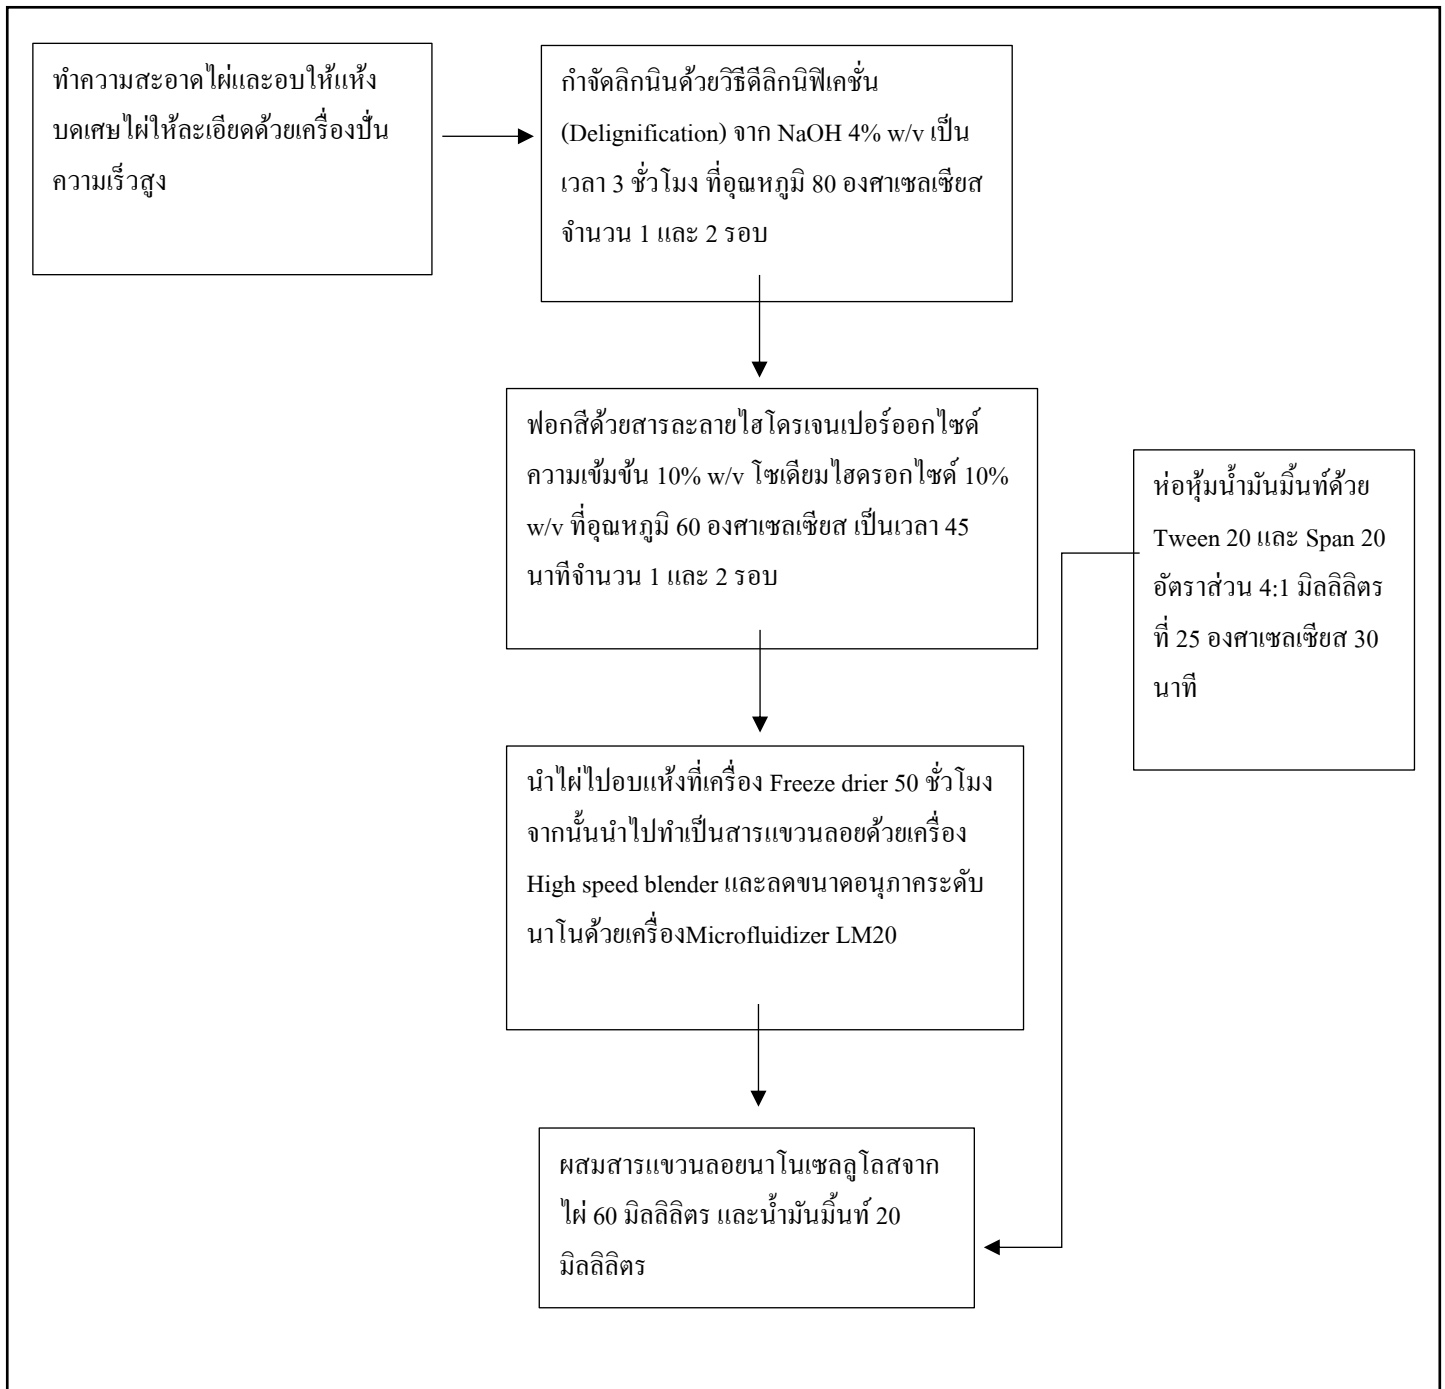 ทำความสะอาดไผ่และอบให้แห้ง
บดเศษไผ่ให้ละเอียดด้วยเครื่องปั่น
ความเร็วสูง
กำจัดลิกนินด้วยวิธีดีลิกนิฟิเคชั่น
(Delignification) จาก NaOH 4% w/v เป็น
เวลา 3 ชั่วโมง ที่อุณหภูมิ 80 องศาเซลเซียส
จำนวน 1 และ 2 รอบ
ฟอกสีด้วยสารละลายไฮโดรเจนเปอร์ออกไซด์
ความเข้มข้น 10% w/v โซเดียมไฮดรอกไซด์ 10%
w/v ที่อุณหภูมิ 60 องศาเซลเซียส เป็นเวลา 45
นาทีจำนวน 1 และ 2 รอบ
ห่อหุ้มน้ำมันมิ้นท์ด้วย
Tween 20 และ Span 20
อัตราส่วน 4:1 มิลลิลิตร
ที่ 25 องศาเซลเซียส 30
นาที
นำไผ่ไปอบแห้งที่เครื่อง Freeze drier 50 ชั่วโมง
จากนั้นนำไปทำเป็นสารแขวนลอยด้วยเครื่อง
High speed blender และลดขนาดอนุภาคระดับ
นาโนด้วยเครื่องMicrofluidizer LM20
ผสมสารแขวนลอยนาโนเซลลูโลสจาก
ไผ่ 60 มิลลิลิตร และน้ำมันมิ้นท์ 20
มิลลิลิตร